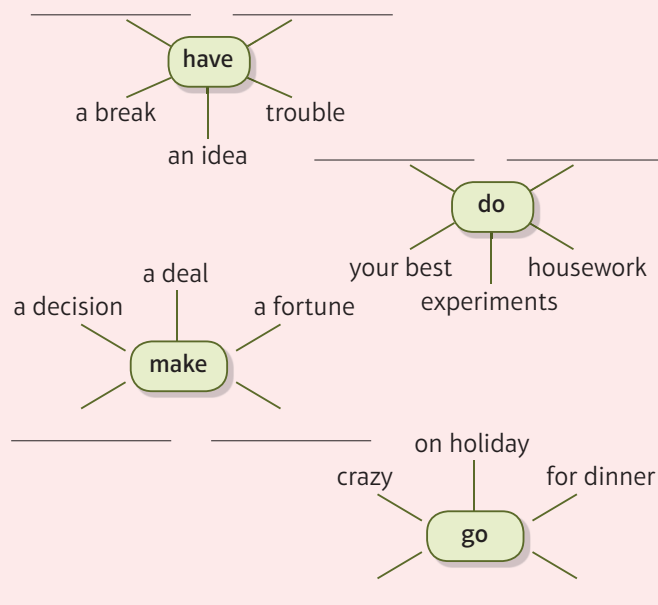 have
a break
trouble
an idea
do
your best
housework
experiments
a deal
a decision
a fortune
make
on holiday
crazy
for dinner
go